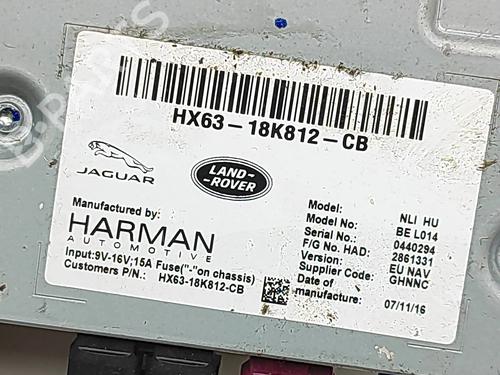 HX63-18K812-CB
JAGUAR
LAND-
-ROVER
Manufactured by:
HARMAN
AUTOMOTIVE
Input:9V-16V;15A Fuse("-"on chassis)
Customers P/N.: HX63-18K812-CB
Model: NLI HU
Model No.: BE L014
Serial No.: 0440294
F/G No. HAD: 2861331
Version: EU NAV
Supplier Code: GHNNC
Date of
manufacture: 07/11/16
B-PARTS